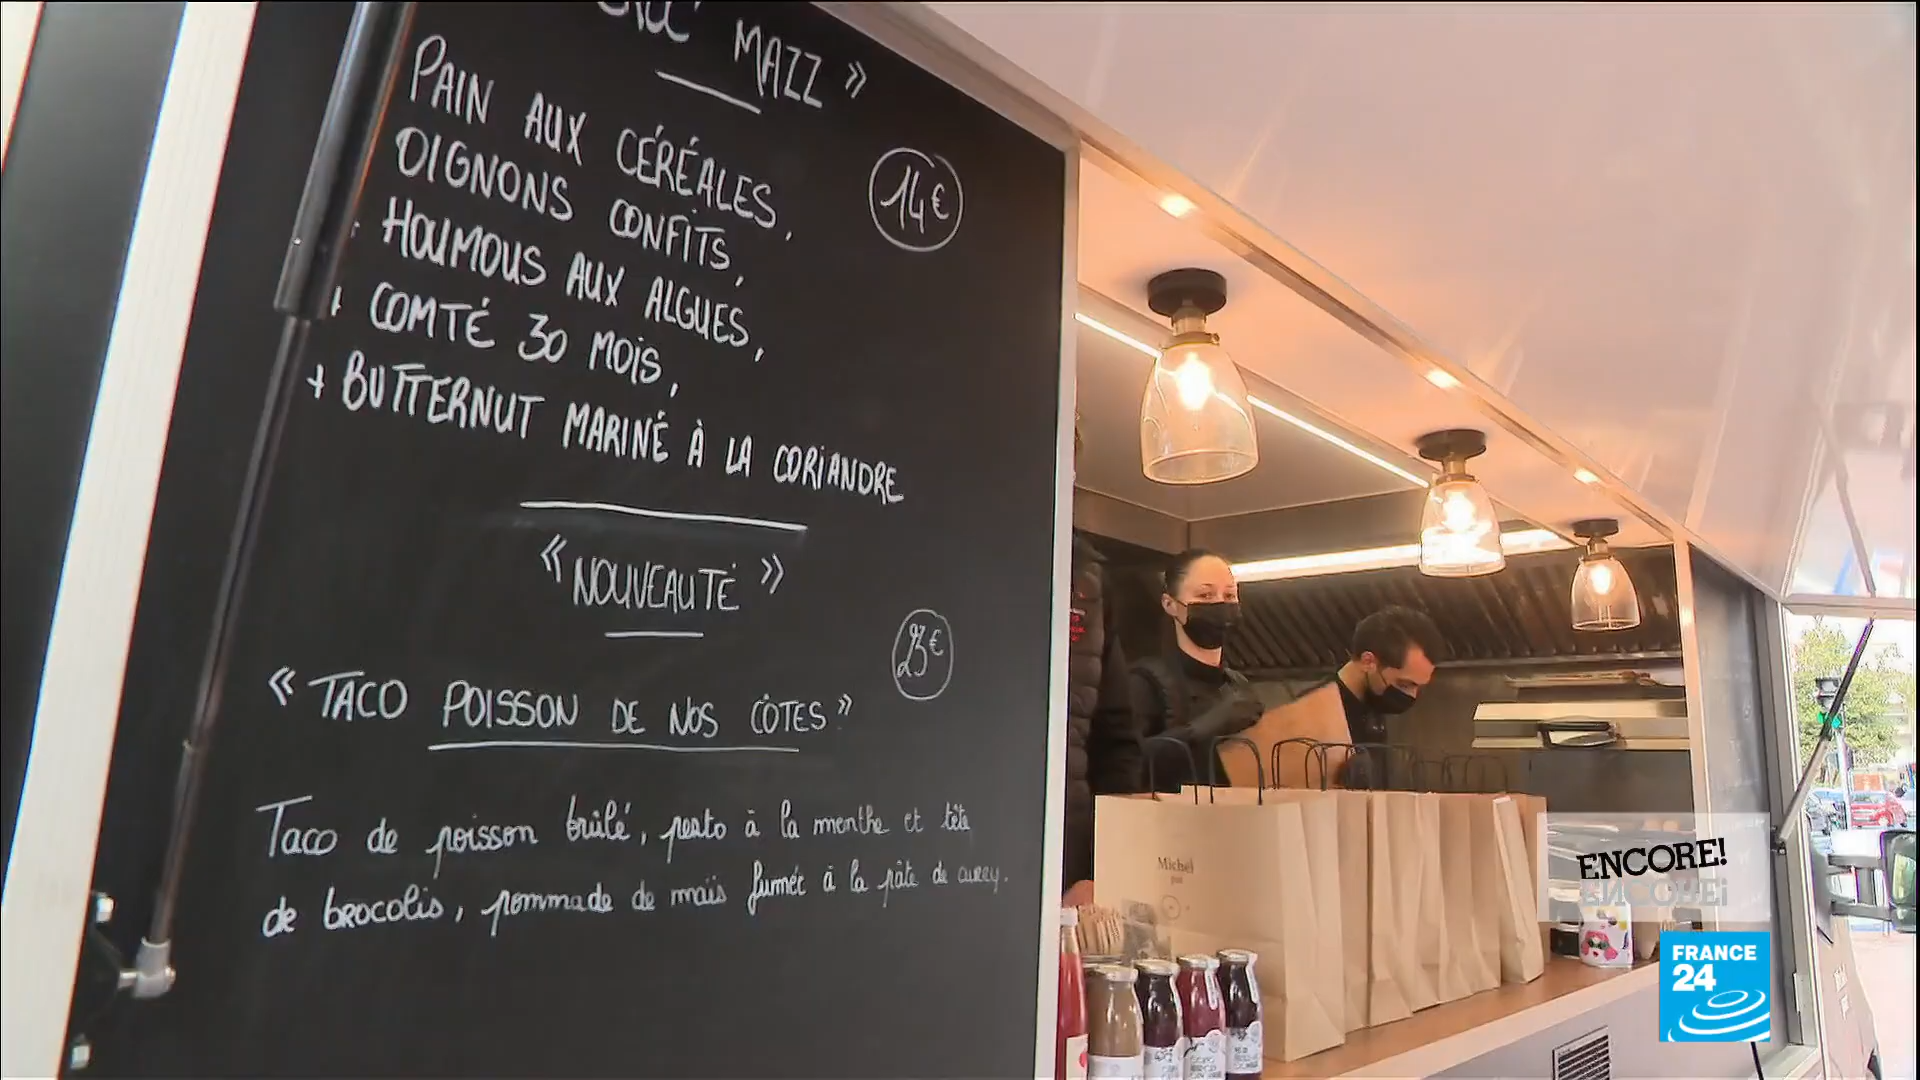 MAZZ »
PAIN AUX CÉRÉALES,
OIGNONS CONFITS,
+ HOUMOUS AUX ALGUES,
+ COMTÉ 30 MOIS,
+ BUTTERNUT MARINÉ À LA CORIANDRE
14€
« NOUVEAUTÉ »
23€
« TACO POISSON DE NOS CÔTES »
Taco de poisson brûlé, pesto à la menthe et tête
de brocolis, pommade de maïs fumée à la pâte de curry.
Michel
ENCORE!
FRANCE
24